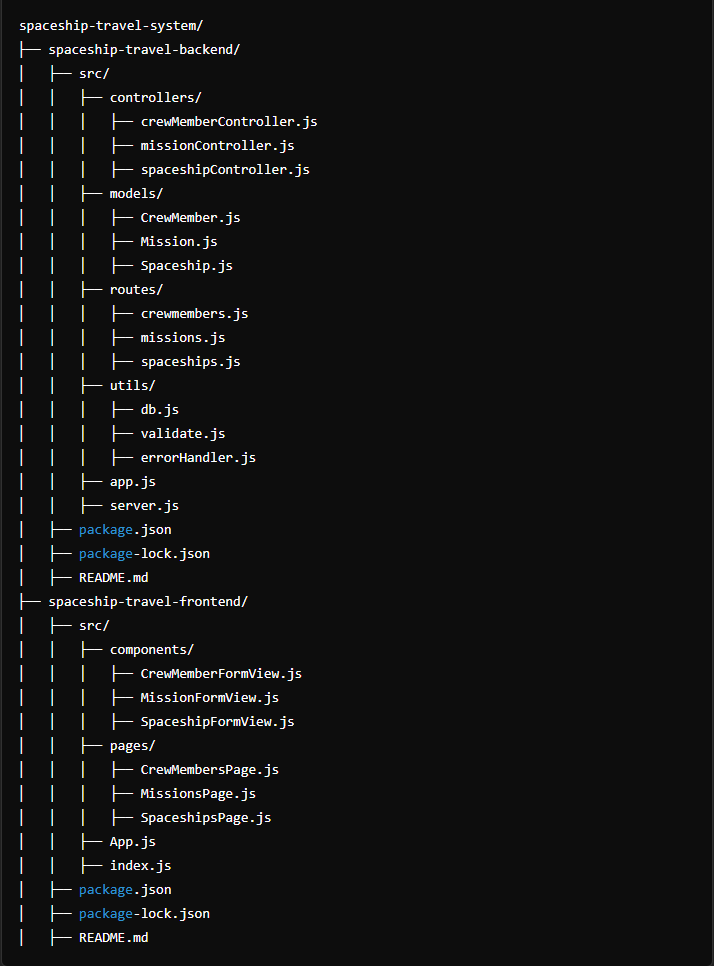 spaceship-travel-system/
├── spaceship-travel-backend/
│   ├── src/
│   │   ├── controllers/
│   │   │   ├── crewMemberController.js
│   │   │   ├── missionController.js
│   │   │   ├── spaceshipController.js
│   │   ├── models/
│   │   │   ├── CrewMember.js
│   │   │   ├── Mission.js
│   │   │   ├── Spaceship.js
│   │   ├── routes/
│   │   │   ├── crewmembers.js
│   │   │   ├── missions.js
│   │   │   ├── spaceships.js
│   │   ├── utils/
│   │   │   ├── db.js
│   │   │   ├── validate.js
│   │   │   ├── errorHandler.js
│   │   ├── app.js
│   │   ├── server.js
│   ├── package.json
│   ├── package-lock.json
│   ├── README.md
├── spaceship-travel-frontend/
│   ├── src/
│   │   ├── components/
│   │   │   ├── CrewMemberFormView.js
│   │   │   ├── MissionFormView.js
│   │   │   ├── SpaceshipFormView.js
│   │   ├── pages/
│   │   │   ├── CrewMembersPage.js
│   │   │   ├── MissionsPage.js
│   │   │   ├── SpaceshipsPage.js
│   │   ├── App.js
│   │   ├── index.js
│   ├── package.json
│   ├── package-lock.json
│   ├── README.md